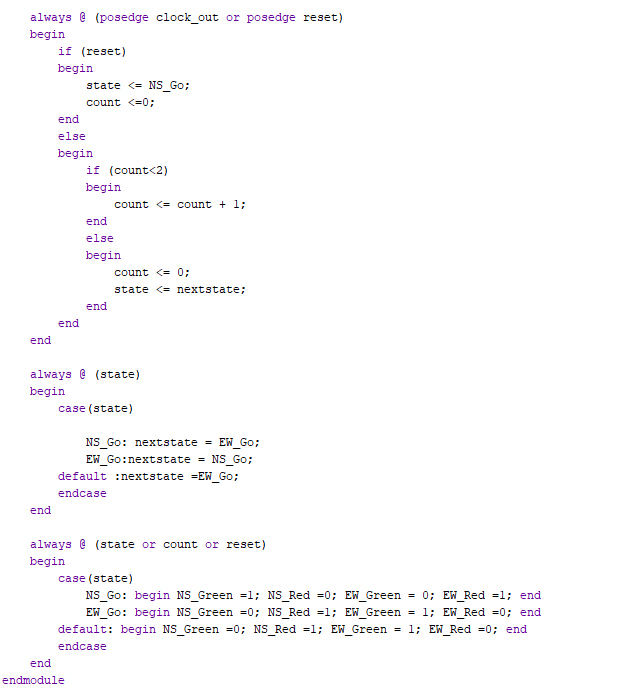 always @ (posedge clock_out or posedge reset)
begin
if (reset)
begin
state <= NS_Go;
count <=0;
end
else
begin
if (count<2)
begin
count <= count + 1;
end
else
begin
count <= 0;
state <= nextstate;
end
end
end
always @ (state)
begin
case(state)
NS_Go: nextstate = EW_Go;
EW_Go:nextstate = NS_Go;
default :nextstate =EW_Go;
endcase
end
always @ (state or count or reset)
begin
case(state)
NS_Go: begin NS_Green =1; NS_Red =0; EW_Green = 0; EW_Red =1; end
EW_Go: begin NS_Green =0; NS_Red =1; EW_Green = 1; EW_Red =0; end
default: begin NS_Green =0; NS_Red =1; EW_Green = 1; EW_Red =0; end
endcase
end
endmodule